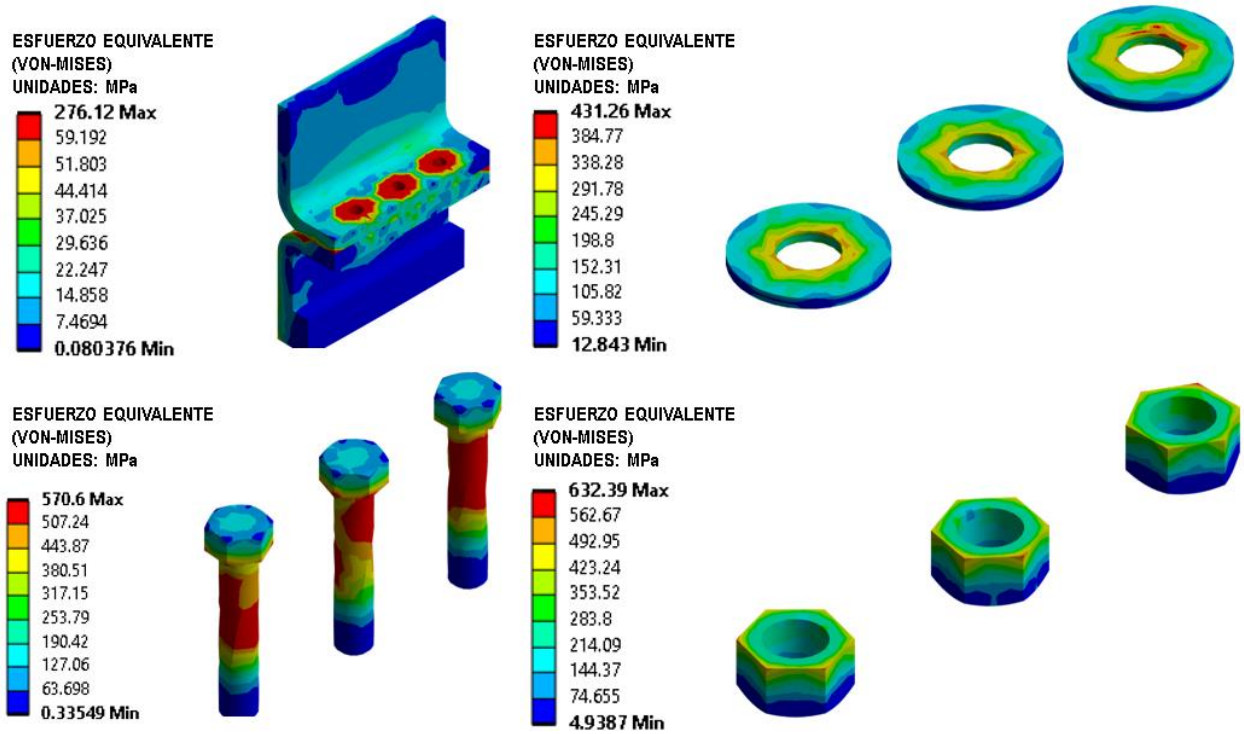 ESFUERZO EQUIVALENTE
(VON-MISES)
UNIDADES: MPa
276.12 Max
59.192
51.803
44.414
37.025
29.636
22.247
14.858
7.4694
0.080376 Min
ESFUERZO EQUIVALENTE
(VON-MISES)
UNIDADES: MPa
431.26 Max
384.77
338.28
291.78
245.29
198.8
152.31
105.82
59.333
12.843 Min
ESFUERZO EQUIVALENTE
(VON-MISES)
UNIDADES: MPa
570.6 Max
507.24
443.87
380.51
317.15
253.79
190.42
127.06
63.698
0.33549 Min
ESFUERZO EQUIVALENTE
(VON-MISES)
UNIDADES: MPa
632.39 Max
562.67
492.95
423.24
353.52
283.8
214.09
144.37
74.655
4.9387 Min